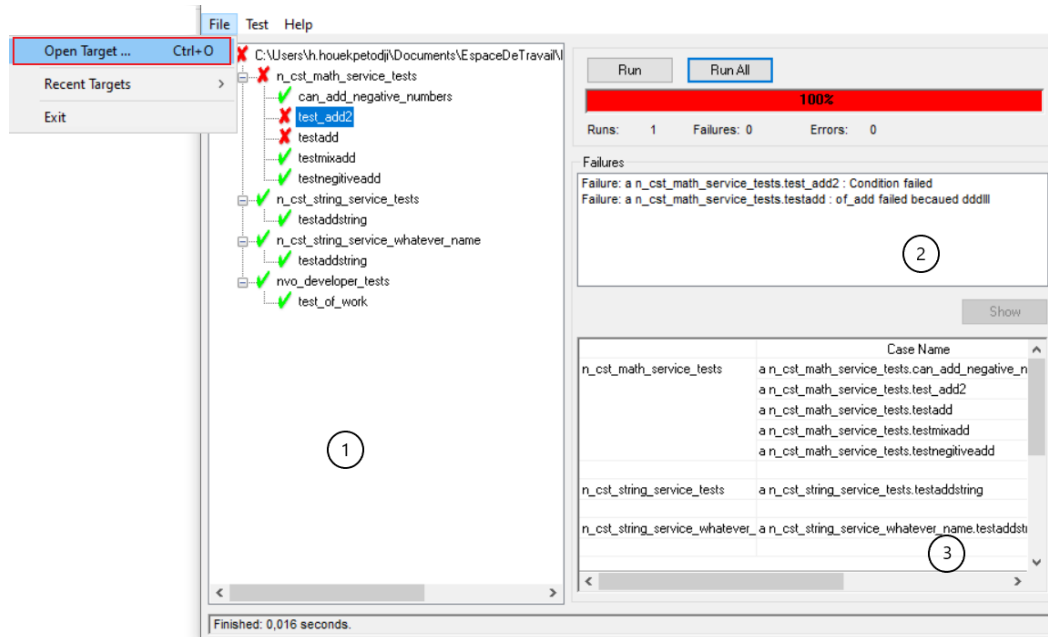 File Test Help
Open Target ... Ctrl+O
Recent Targets
Exit
C:\Users\h.houekpetodji\Documents\EspaceDeTravail\I
n_cst_math_service_tests
can_add_negative_numbers
test_add2
testadd
testmixadd
testnegitiveadd
n_cst_string_service_tests
testaddstring
n_cst_string_service_whatever_name
testaddstring
nvo_developer_tests
test_of_work
1
Run Run All
100%
Runs: 1 Failures: 0 Errors: 0
Failures
Failure: a n_cst_math_service_tests.test_add2 : Condition failed
Failure: a n_cst_math_service_tests.testadd : of_add failed becaued dddlll
2
Show
Case Name
n_cst_math_service_tests a n_cst_math_service_tests.can_add_negative_n
a n_cst_math_service_tests.test_add2
a n_cst_math_service_tests.testadd
a n_cst_math_service_tests.testmixadd
a n_cst_math_service_tests.testnegitiveadd
n_cst_string_service_tests a n_cst_string_service_tests.testaddstring
n_cst_string_service_whatever_ a n_cst_string_service_whatever_name.testaddstr
3
Finished: 0,016 seconds.